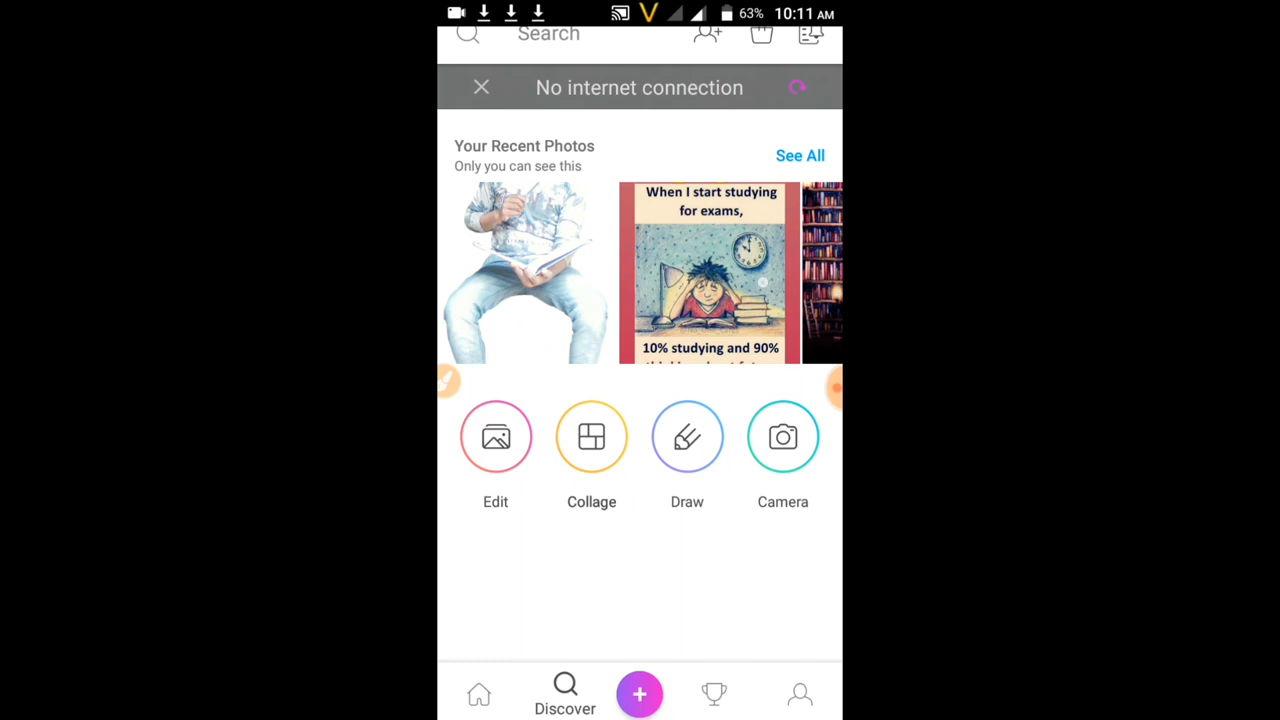 63% 10:11 AM
Search
No internet connection
Your Recent Photos
Only you can see this
See All
When I start studying
for exams,
10% studying and 90%
Edit
Collage
Draw
Camera
Discover